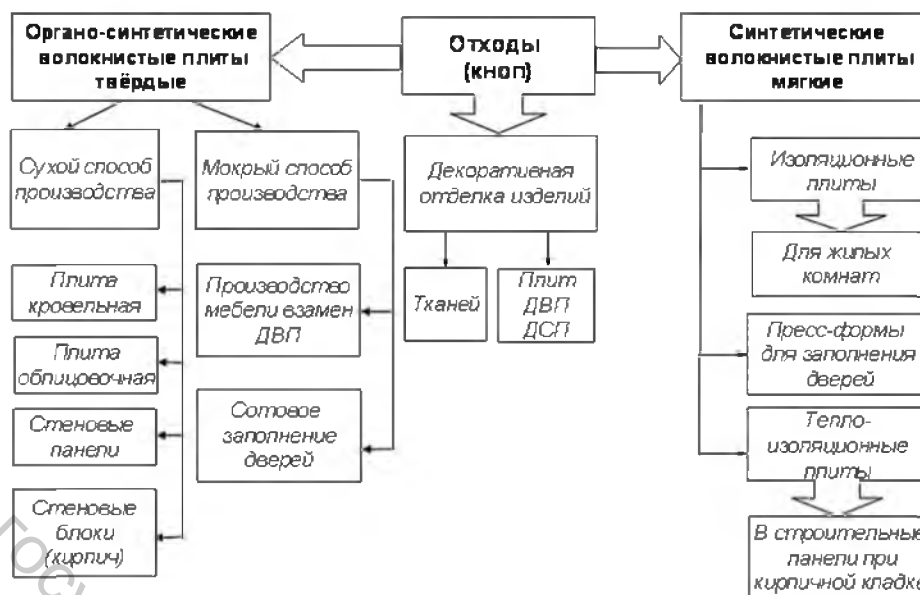 Органо-синтетические
волокнистые плиты
твёрдые
Отходы
(кноп)
Синтетические
волокнистые плиты
мягкие
Сухой способ
производства
Мокрый способ
производства
Декоративная
отделка изделий
Изоляционные
плиты
Для жилых
комнат
Плита
кровельная
Производство
мебели взамен
ДВП
Тканей
Плит
ДВП
ДСП
Пресс-формы
для заполнения
дверей
Плита
облицовочная
Стеновые
панели
Сотовое
заполнение
дверей
Тепло-
изоляционные
плиты
Стеновые
блоки
(кирпич)
В строительные
панели при
кирпичной кладке